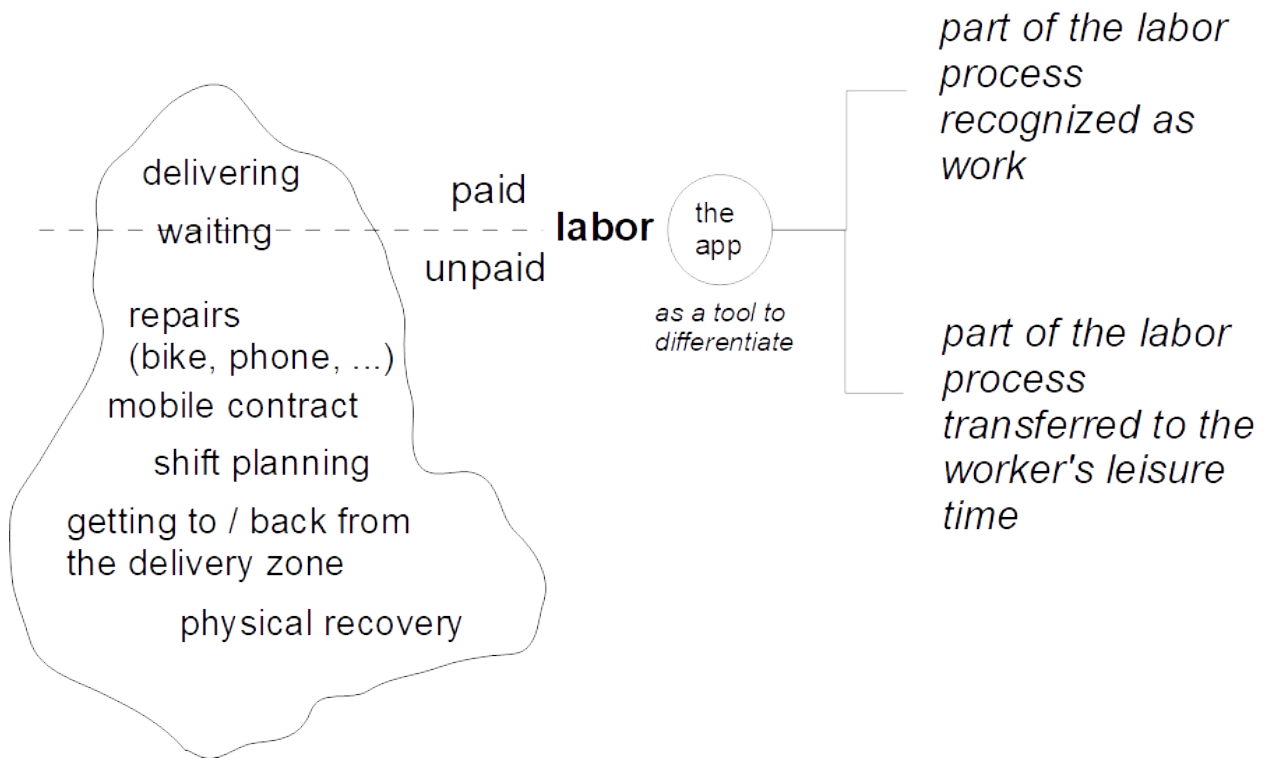 delivering
waiting
repairs
(bike, phone, ...)
mobile contract
shift planning
getting to / back from
the delivery zone
physical recovery
paid
labor
unpaid
the
app
as a tool to
differentiate
part of the labor
process
recognized as
work
part of the labor
process
transferred to the
worker's leisure
time